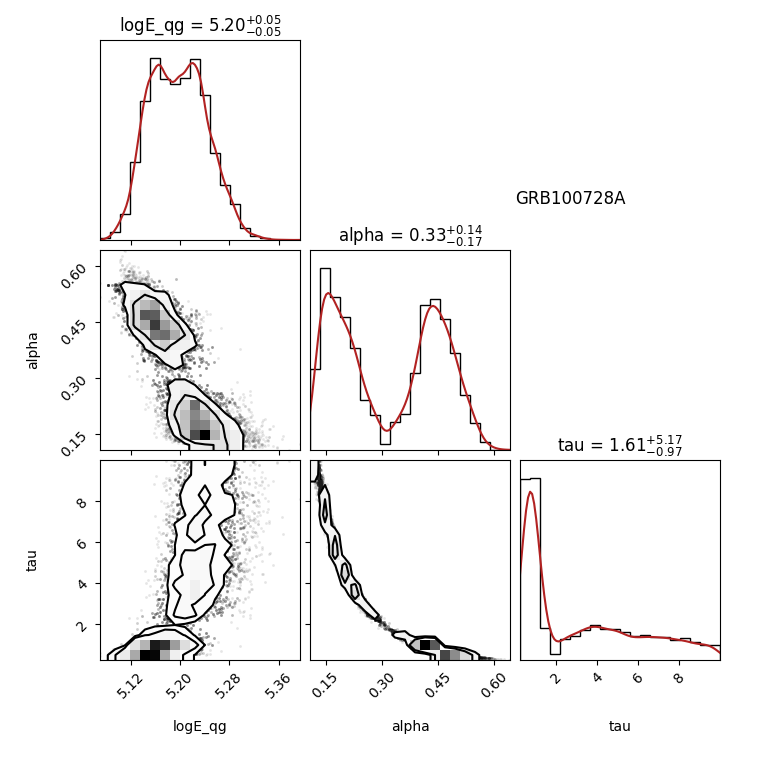 logE_qg = 5.20+0.05 −0.05
GRB100728A
alpha = 0.33+0.14 −0.17
0.60
0.45
0.30
0.15
alpha
tau = 1.61+5.17 −0.97
8
6
4
2
tau
5.12 5.20 5.28 5.36 0.15 0.30 0.45 0.60 2 4 6 8
logE_qg alpha tau